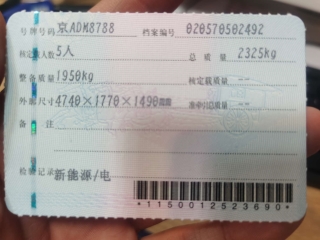 号牌号码 京ADM8788 档案编号 020570502492
核定载人数 5人 总质量 2325kg
整备质量 1950kg 核定载质量 --
外廓尺寸 4740×1770×1490mm 准牵引总质量 --
备注
检验记录 新能源/电
*1150012523690*